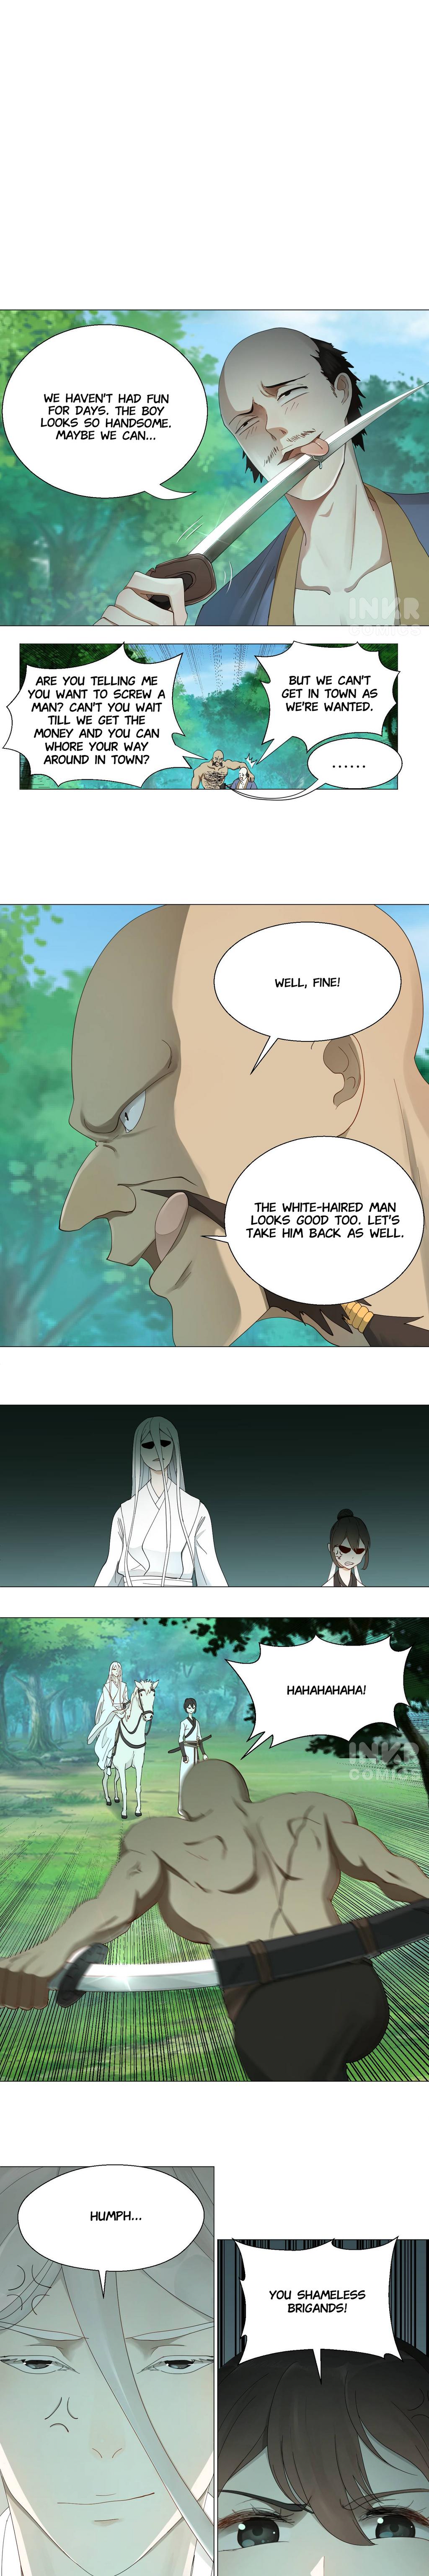 WE HAVEN'T HAD FUN
FOR DAYS. THE BOY
LOOKS SO HANDSOME.
MAYBE WE CAN...
INKR
COMICS
ARE YOU TELLING ME
YOU WANT TO SCREW A
MAN? CAN'T YOU WAIT
TILL WE GET THE
MONEY AND YOU CAN
WHORE YOUR WAY
AROUND IN TOWN?
BUT WE CAN'T
GET IN TOWN AS
WE'RE WANTED.
......
WELL, FINE!
THE WHITE-HAIRED MAN
LOOKS GOOD TOO. LET'S
TAKE HIM BACK AS WELL.
HAHAHAHAHA!
INKR
COMICS
HUMPH...
YOU SHAMELESS
BRIGANDS!